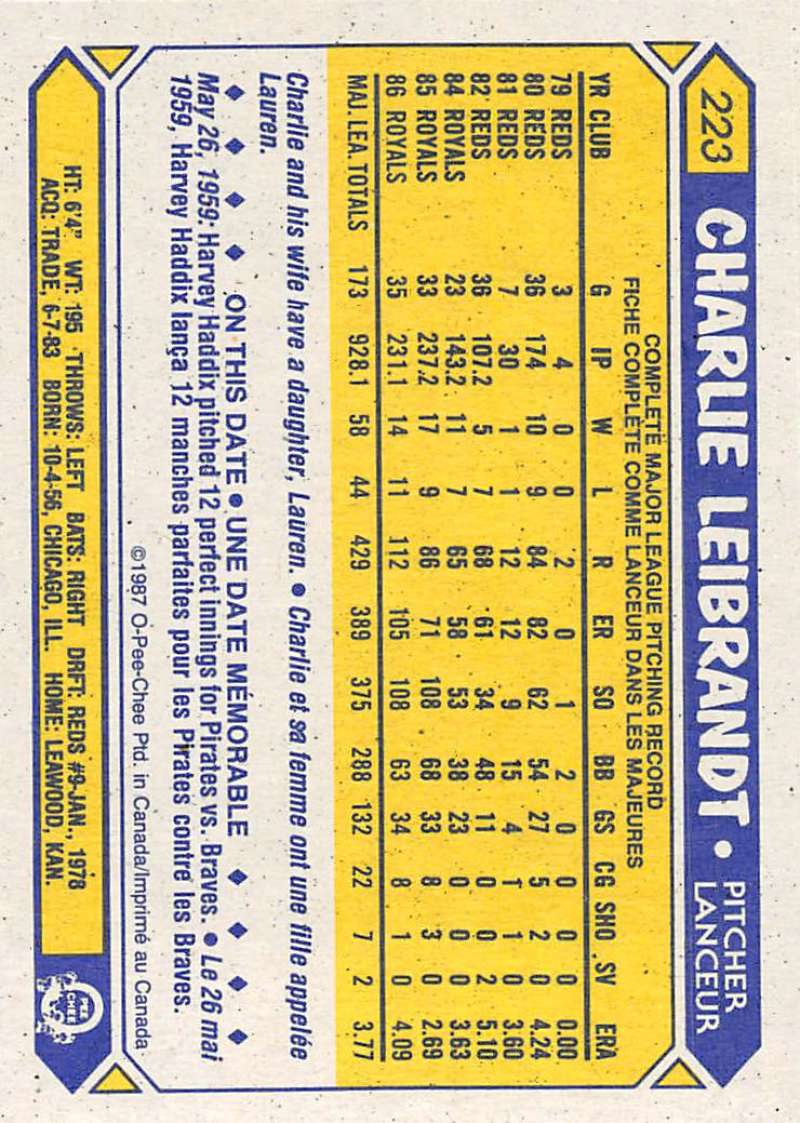 223 CHARLIE LEIBRANDT • PITCHER LANCEUR
COMPLETE MAJOR LEAGUE PITCHING RECORD
FICHE COMPLÈTE COMME LANCEUR DANS LES MAJEURES
YR CLUB G IP W L R ER SO BB GS CG SHO SV ERA
79 REDS 3 4 0 0 2 0 1 2 0 0 0 0 0.00
80 REDS 36 174 10 9 84 82 62 54 27 5 2 0 4.24
81 REDS 7 30 1 1 12 12 9 15 4 1 1 0 3.60
82 REDS 36 107.2 5 7 68 61 34 48 11 0 0 2 5.10
84 ROYALS 23 143.2 11 7 65 58 53 38 23 0 0 0 3.63
85 ROYALS 33 237.2 17 9 86 71 108 68 33 8 3 0 2.69
86 ROYALS 35 231.1 14 11 112 105 108 63 34 8 1 0 4.09
MAJ. LEA. TOTALS 173 928.1 58 44 429 389 375 288 132 22 7 2 3.77
Charlie and his wife have a daughter, Lauren. • Charlie et sa femme ont une fille appelée
Lauren.
ON THIS DATE • UNE DATE MÉMORABLE
May 26, 1959: Harvey Haddix pitched 12 perfect innings for Pirates vs. Braves. • Le 26 mai
1959, Harvey Haddix lança 12 manches parfaites pour les Pirates contre les Braves.
©1987 O-Pee-Chee Ptd. in Canada/Imprimé au Canada
HT: 6'4" WT: 195 THROWS: LEFT BATS: RIGHT DRFT: REDS #9-JAN., 1978
ACQ: TRADE, 6-7-83 BORN: 10-4-56, CHICAGO, ILL. HOME: LEAWOOD, KAN.
O PEE CHEE